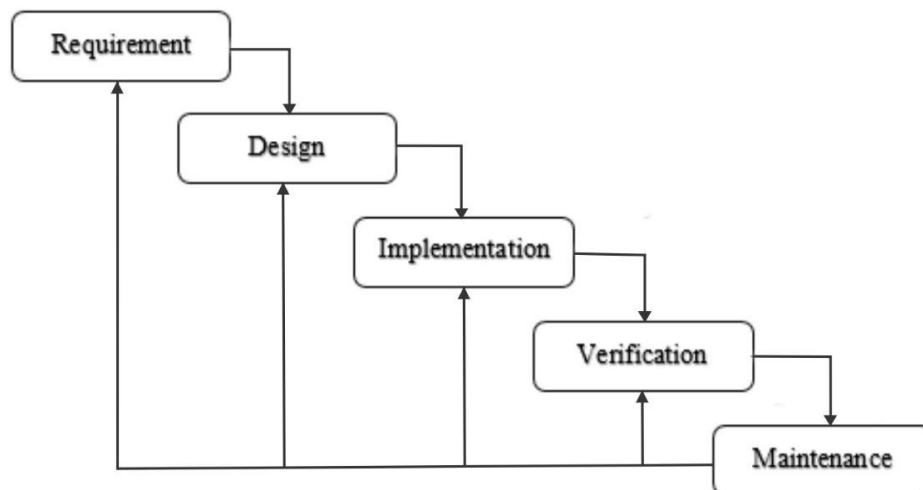 Requirement
Design
Implementation
Verification
Maintenance